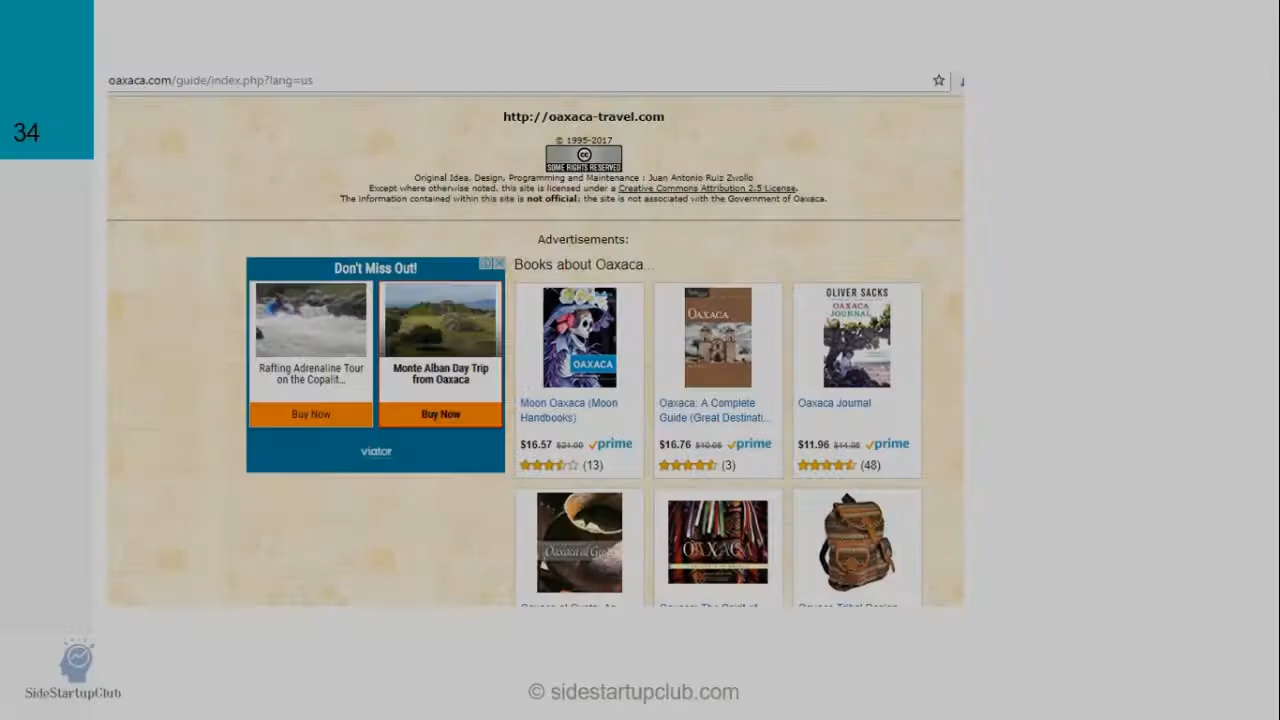 34
oaxaca.com/guide/index.php?lang=us
http://oaxaca-travel.com
© 1995-2017
cc
SOME RIGHTS RESERVED
Original Idea, Design, Programming and Maintenance : Juan Antonio Ruiz Zwollo
Except where otherwise noted, this site is licensed under a Creative Commons Attribution 2.5 License.
The information contained within this site is not official; the site is not associated with the Government of Oaxaca.
Advertisements:
Don't Miss Out!
Rafting Adrenaline Tour
on the Copalit...
Buy Now
Monte Alban Day Trip
from Oaxaca
Buy Now
viator
Books about Oaxaca...
OAXACA
Moon Oaxaca (Moon
Handbooks)
$16.57 $21.99 prime
(13)
OAXACA
Oaxaca: A Complete
Guide (Great Destinati...
$16.76 prime
(3)
OLIVER SACKS
OAXACA
JOURNAL
Oaxaca Journal
$11.96 prime
(48)
Oaxaca al Gusto
OAXACA
SideStartupClub
© sidestartupclub.com